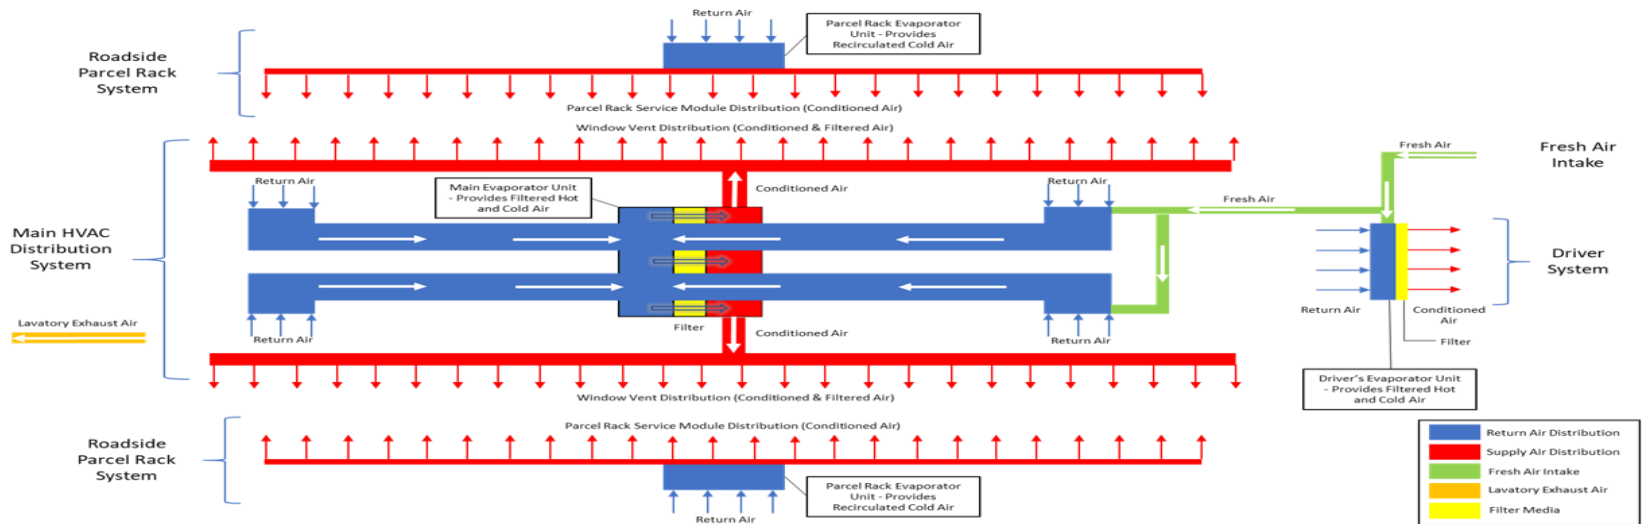 Return Air
Parcel Rack Evaporator
Unit - Provides
Recirculated Cold Air
Roadside
Parcel Rack
System
Parcel Rack Service Module Distribution (Conditioned Air)
Window Vent Distribution (Conditioned & Filtered Air)
Fresh Air
Fresh Air
Intake
Return Air
Main Evaporator Unit
- Provides Filtered Hot
and Cold Air
Conditioned Air
Return Air
Fresh Air
Main HVAC
Distribution
System
Driver
System
Lavatory Exhaust Air
Return Air
Filter
Conditioned Air
Return Air
Return Air
Conditioned
Air
Filter
Driver's Evaporator Unit
- Provides Filtered Hot
and Cold Air
Window Vent Distribution (Conditioned & Filtered Air)
Parcel Rack Service Module Distribution (Conditioned Air)
Roadside
Parcel Rack
System
Parcel Rack Evaporator
Unit - Provides
Recirculated Cold Air
Return Air
Return Air Distribution
Supply Air Distribution
Fresh Air Intake
Lavatory Exhaust Air
Filter Media